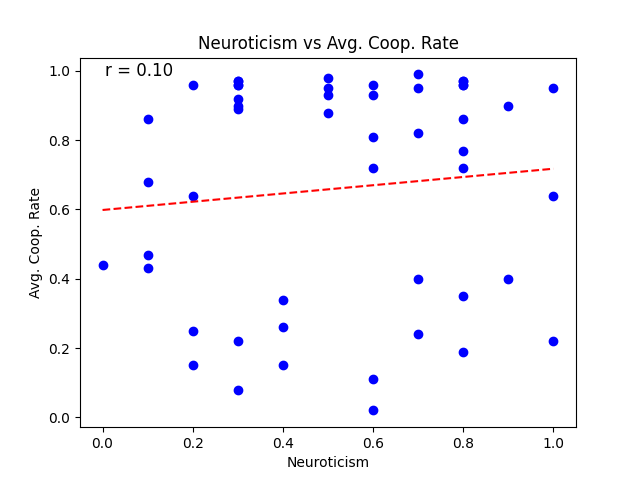 Neuroticism vs Avg. Coop. Rate
r = 0.10
Avg. Coop. Rate
1.0
0.8
0.6
0.4
0.2
0.0
0.0 0.2 0.4 0.6 0.8 1.0
Neuroticism